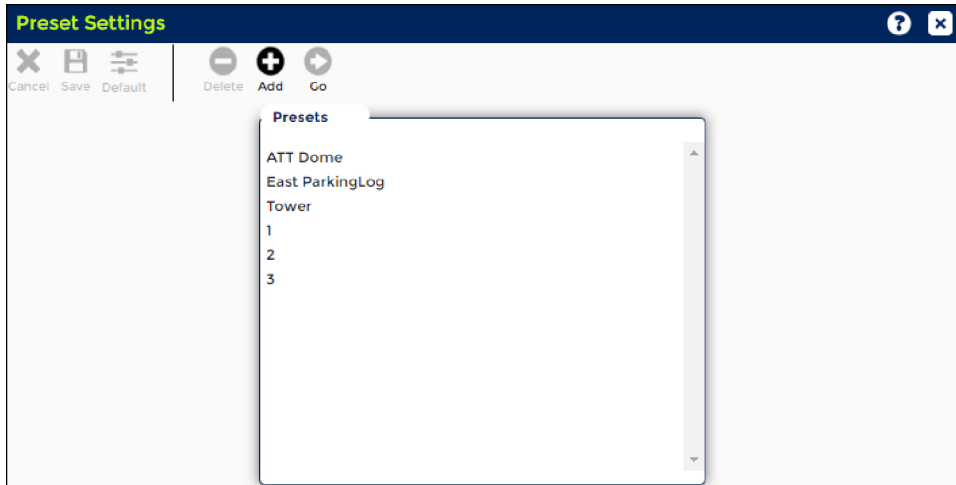 Preset Settings
Cancel Save Default Delete Add Go
Presets
ATT Dome
East ParkingLog
Tower
1
2
3